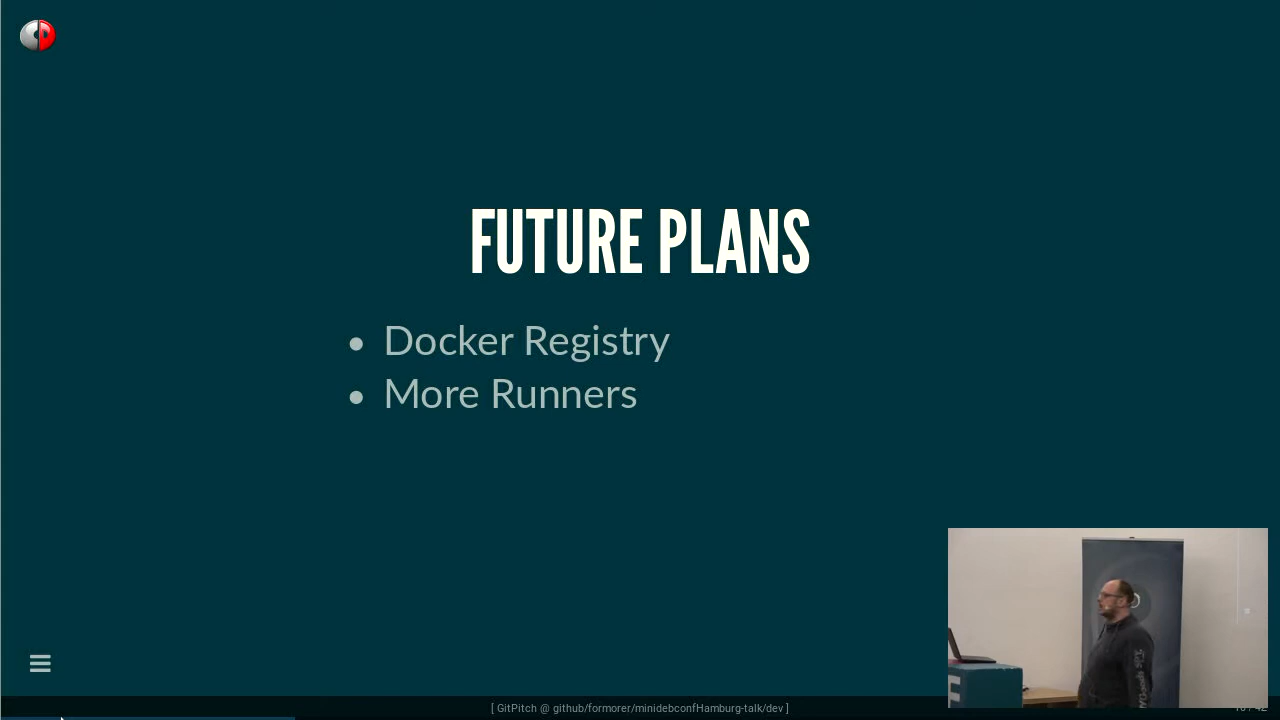 FUTURE PLANS
• Docker Registry
• More Runners
[ GitPitch @ github/formorer/minidebconfHamburg-talk/dev ]